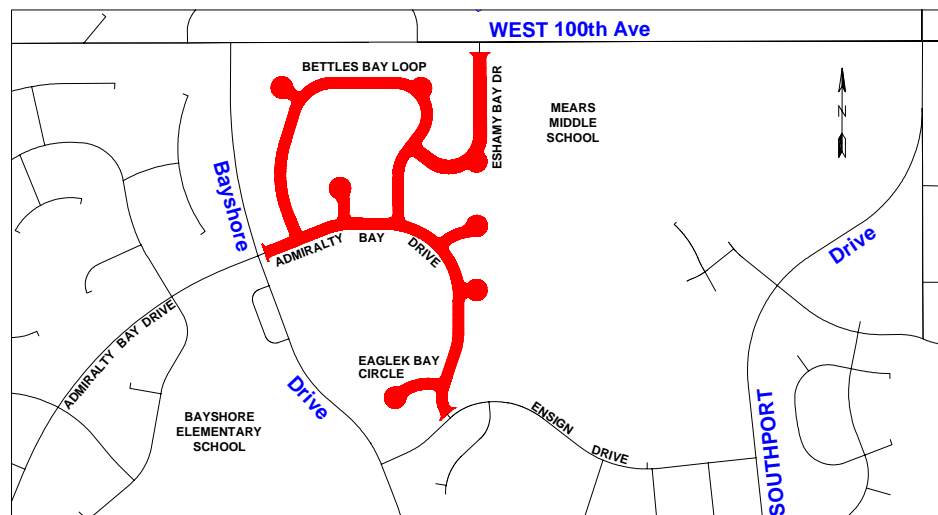 WEST 100th Ave
BETTLES BAY LOOP
ESHAMY BAY DR
MEARS
MIDDLE
SCHOOL
N
Bayshore
Drive
ADMIRALTY BAY DRIVE
Drive
ADMIRALTY BAY DRIVE
EAGLEK BAY
CIRCLE
BAYSHORE
ELEMENTARY
SCHOOL
ENSIGN DRIVE
SOUTHPORT